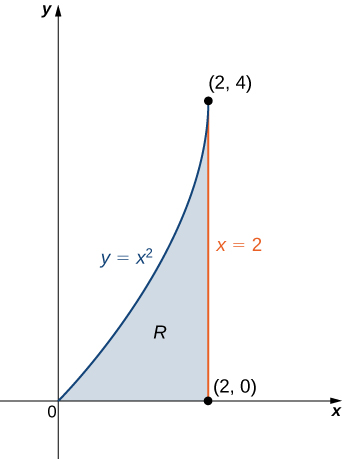 y
(2, 4)
y = x²
x = 2
R
(2, 0)
0
x